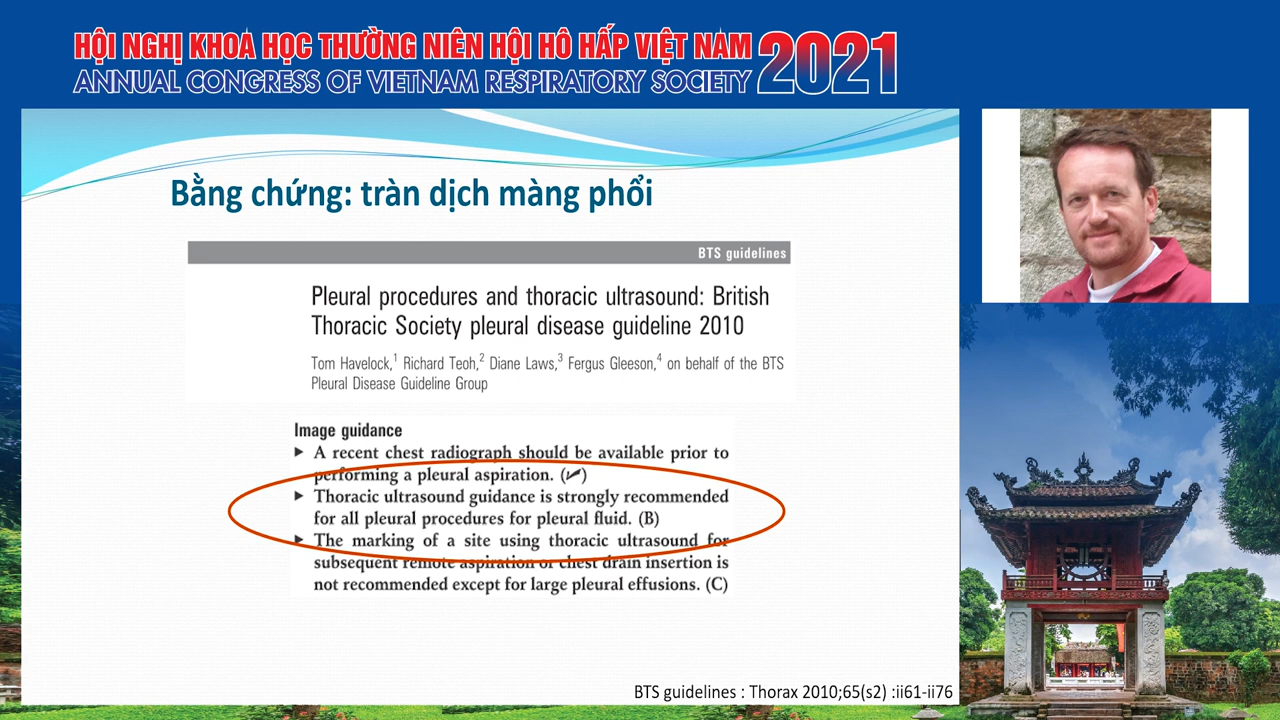 HỘI NGHỊ KHOA HỌC THƯỜNG NIÊN HỘI HÔ HẤP VIỆT NAM 2021
ANNUAL CONGRESS OF VIETNAM RESPIRATORY SOCIETY
Bằng chứng: tràn dịch màng phổi
BTS guidelines
Pleural procedures and thoracic ultrasound: British
Thoracic Society pleural disease guideline 2010
Tom Havelock,1 Richard Teoh,2 Diane Laws,3 Fergus Gleeson,4 on behalf of the BTS
Pleural Disease Guideline Group
Image guidance
▶ A recent chest radiograph should be available prior to
performing a pleural aspiration. (✓)
▶ Thoracic ultrasound guidance is strongly recommended
for all pleural procedures for pleural fluid. (B)
▶ The marking of a site using thoracic ultrasound for
subsequent remote aspiration or chest drain insertion is
not recommended except for large pleural effusions. (C)
BTS guidelines : Thorax 2010;65(s2) :ii61-ii76